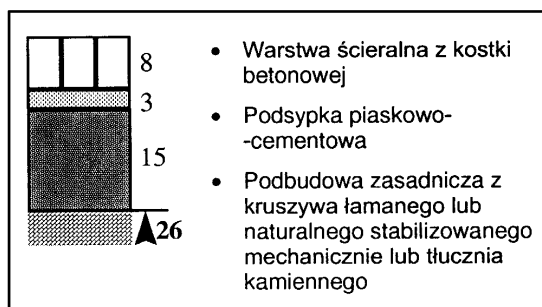 8
3
15
26
• Warstwa ścieralna z kostki
betonowej
• Podsypka piaskowo-
-cementowa
• Podbudowa zasadnicza z
kruszywa łamanego lub
naturalnego stabilizowanego
mechanicznie lub tłucznia
kamiennego